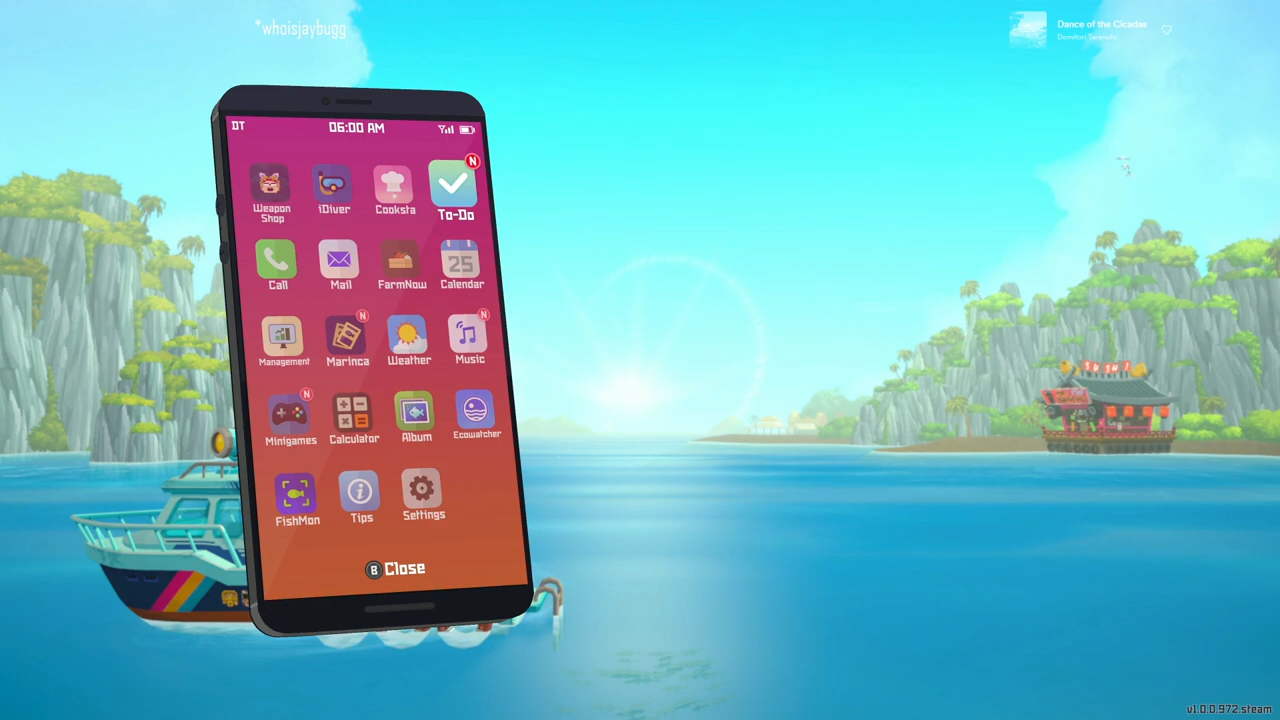 *whoisjaybugg
Dance of the Cicadas
DT
06:00 AM
N
Weapon Shop
iDiver
Cooksta
To-Do
Call
Mail
FarmNow
25
Calendar
N
N
Management
Marinca
Weather
Music
N
Minigames
Calculator
Album
Ecowatcher
FishMon
Tips
Settings
B Close
SUSHI
v1.0.0.972.steam